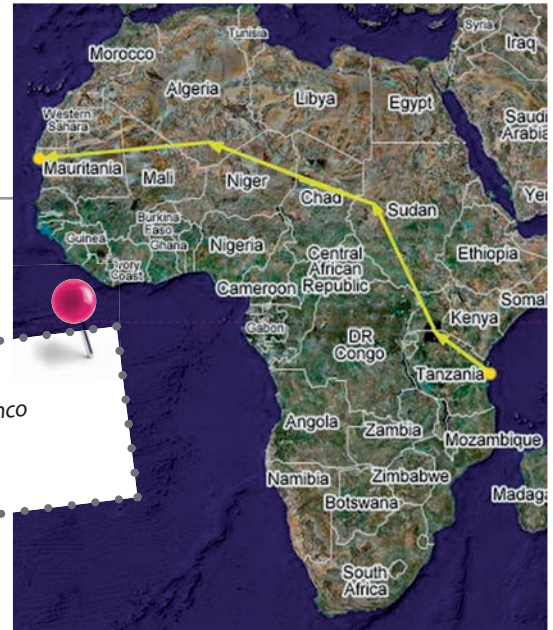 Tunisia
Syria
Morocco
Iraq
Algeria
Libya
Egypt
Western
Sahara
Saudi
Arabia
Mauritania
Mali
Niger
Chad
Sudan
Yer
Burkina
Faso
Guinea
Ghana
Nigeria
Ethiopia
Ivory
Coast
Central
African
Republic
Cameroon
Somal
Kenya
Gabon
DR
Congo
Tanzania
nco
Angola
Zambia
Mozambique
Namibia
Zimbabwe
Botswana
Madaga
South
Africa